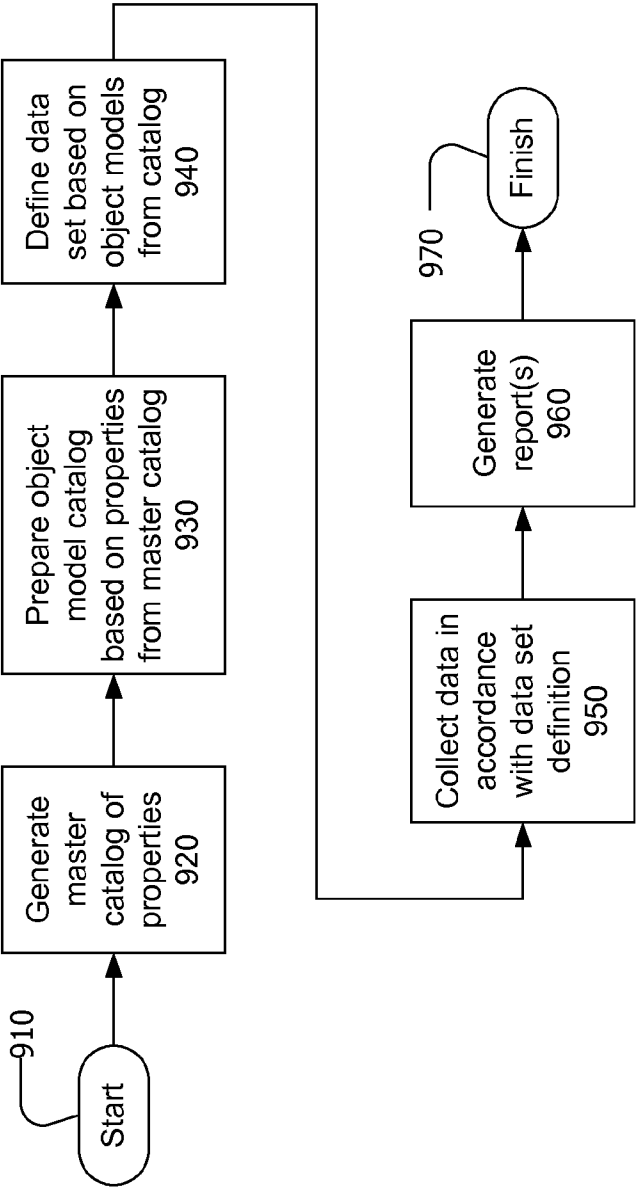 910
Start
Generate
master
catalog of
properties
920
Prepare object
model catalog
based on properties
from master catalog
930
Define data
set based on
object models
from catalog
940
Collect data in
accordance
with data set
definition
950
Generate
report(s)
960
970
Finish